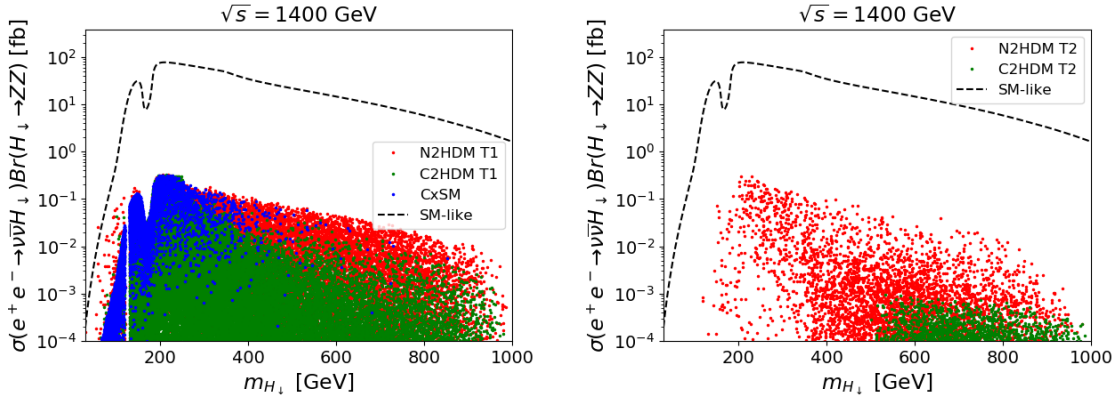 √s = 1400 GeV
σ(e⁺ e⁻ → νν̅H↓)Br(H↓ → ZZ) [fb]
10²
10¹
10⁰
10⁻¹
10⁻²
10⁻³
10⁻⁴
N2HDM T1
C2HDM T1
CxSM
SM-like
200 400 600 800 1000
m_H↓ [GeV]
√s = 1400 GeV
σ(e⁺ e⁻ → νν̅H↓)Br(H↓ → ZZ) [fb]
10²
10¹
10⁰
10⁻¹
10⁻²
10⁻³
10⁻⁴
N2HDM T2
C2HDM T2
SM-like
200 400 600 800 1000
m_H↓ [GeV]